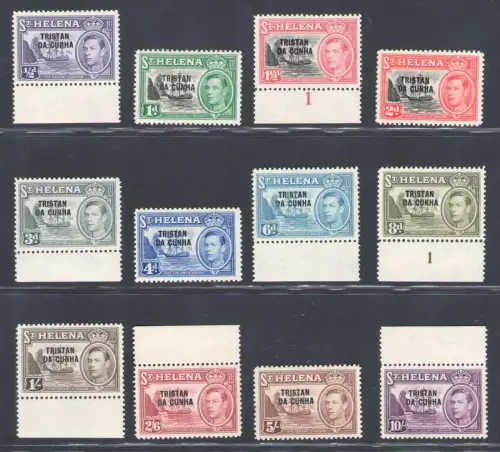 ST HELENA
TRISTAN
DA CUNHA
½d
ST HELENA
TRISTAN
DA CUNHA
1d
ST HELENA
TRISTAN
DA CUNHA
1½d
1
ST HELENA
TRISTAN
DA CUNHA
2d
ST HELENA
TRISTAN
DA CUNHA
3d
ST HELENA
TRISTAN
DA CUNHA
4d
ST HELENA
TRISTAN
DA CUNHA
6d
ST HELENA
TRISTAN
DA CUNHA
8d
1
ST HELENA
TRISTAN
DA CUNHA
1/-
ST HELENA
TRISTAN
DA CUNHA
2/6
ST HELENA
TRISTAN
DA CUNHA
5/-
ST HELENA
TRISTAN
DA CUNHA
10/-